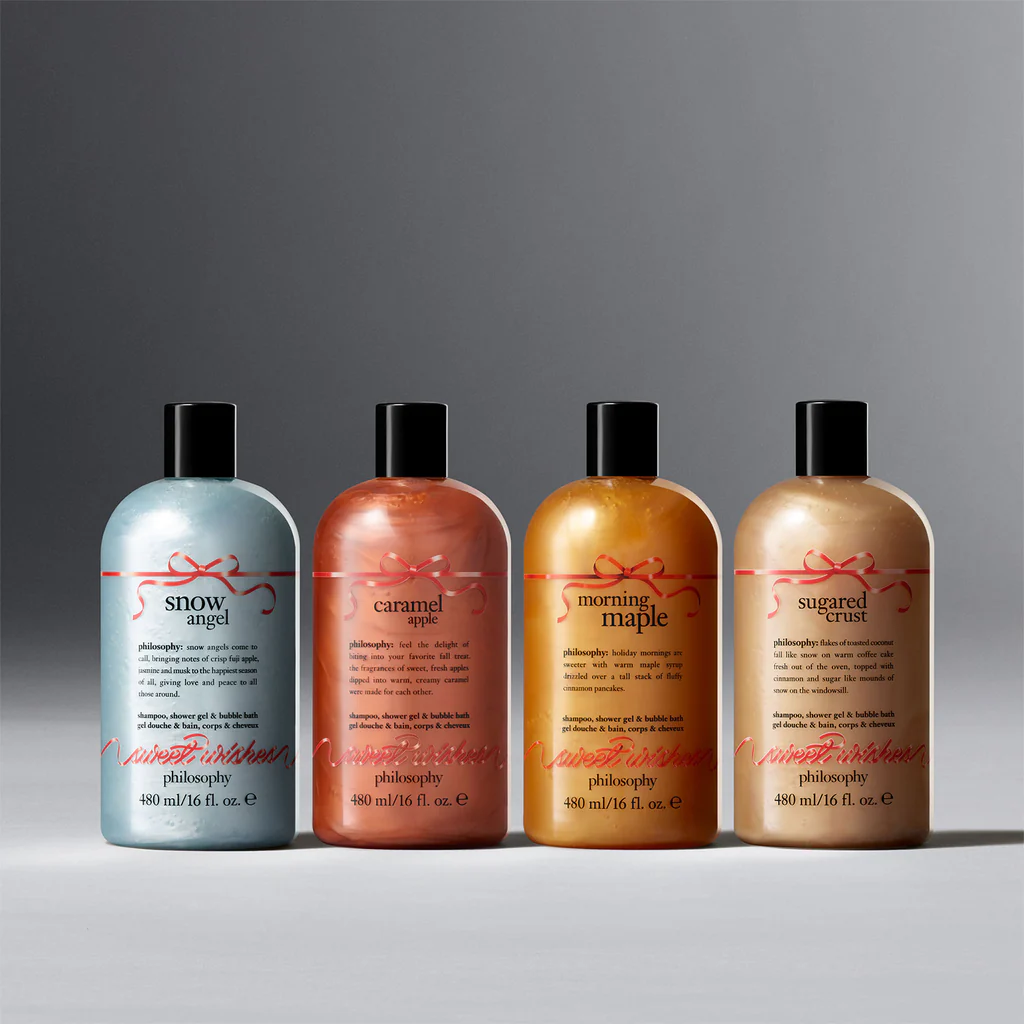 snow
angel
philosophy: snow angels come to
call, bringing notes of crisp fuji apple,
jasmine and musk to the happiest season
of all, giving love and peace to all
those around.
shampoo, shower gel & bubble bath
gel douche & bain, corps & cheveux
sweet wishes
philosophy
480 ml/16 fl. oz. ℮
caramel
apple
philosophy: feel the delight of
biting into your favorite fall treat.
the fragrances of sweet, fresh apples
dipped into warm, creamy caramel
were made for each other.
shampoo, shower gel & bubble bath
gel douche & bain, corps & cheveux
sweet wishes
philosophy
480 ml/16 fl. oz. ℮
morning
maple
philosophy: holiday mornings are
sweeter with warm maple syrup
drizzled over a tall stack of fluffy
cinnamon pancakes.
shampoo, shower gel & bubble bath
gel douche & bain, corps & cheveux
sweet wishes
philosophy
480 ml/16 fl. oz. ℮
sugared
crust
philosophy: flakes of toasted coconut
fall like snow on warm coffee cake
fresh out of the oven, topped with
cinnamon and sugar like mounds of
snow on the windowsill.
shampoo, shower gel & bubble bath
gel douche & bain, corps & cheveux
sweet wishes
philosophy
480 ml/16 fl. oz. ℮